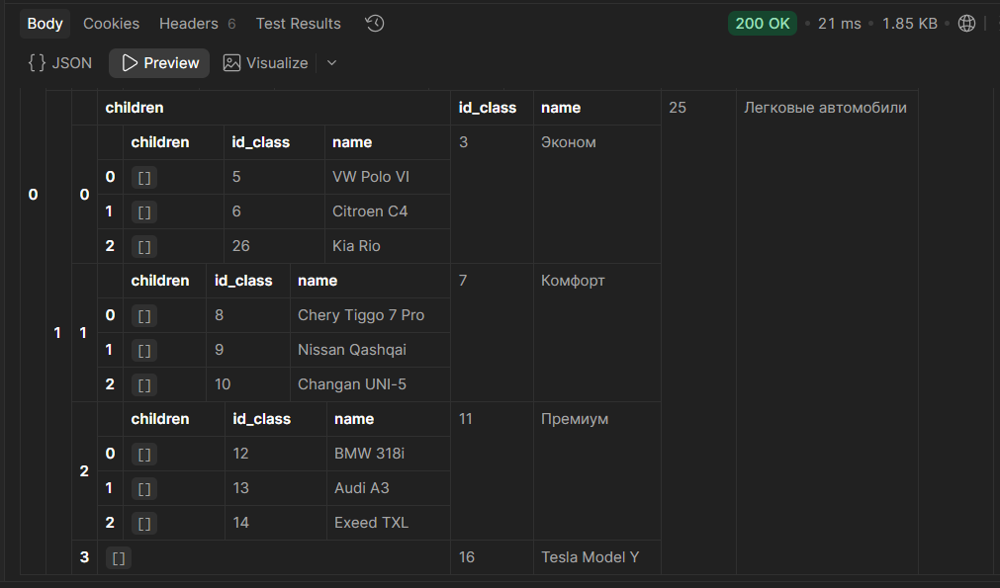 Body Cookies Headers 6 Test Results 200 OK • 21 ms • 1.85 KB •
{} JSON Preview Visualize
children id_class name 25 Легковые автомобили
children id_class name 3 Эконом
0 [] 5 VW Polo VI
0 0 1 [] 6 Citroen C4
2 [] 26 Kia Rio
children id_class name 7 Комфорт
0 [] 8 Chery Tiggo 7 Pro
1 1 1 [] 9 Nissan Qashqai
2 [] 10 Changan UNI-5
children id_class name 11 Премиум
0 [] 12 BMW 318i
2 1 [] 13 Audi A3
2 [] 14 Exeed TXL
3 [] 16 Tesla Model Y